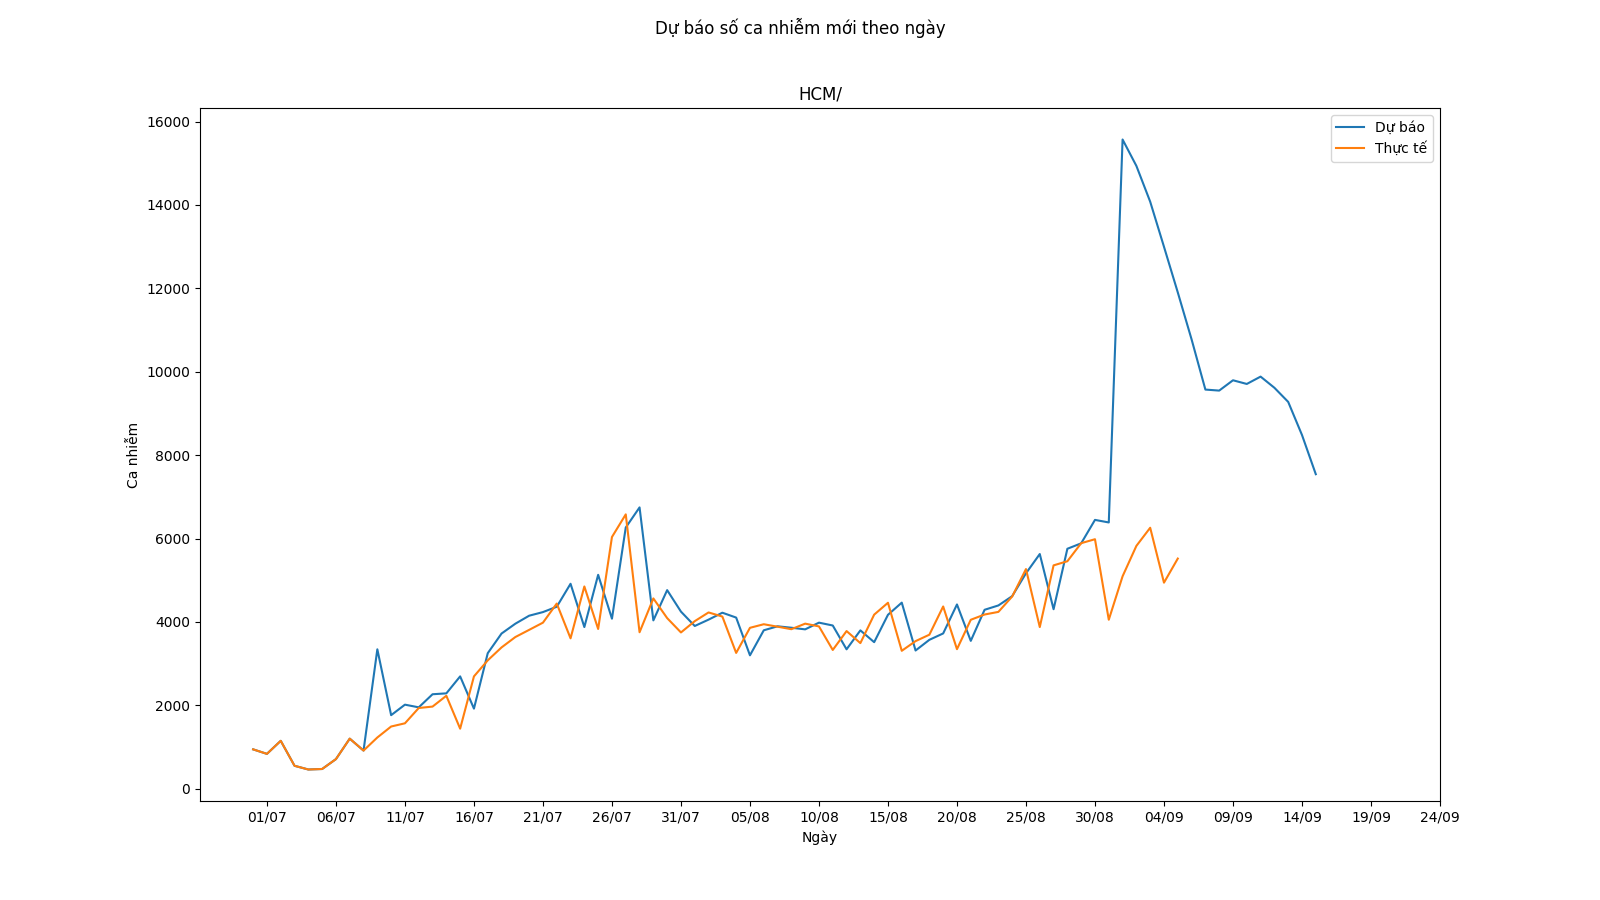 Dự báo số ca nhiễm mới theo ngày
HCM/
Dự báo
Thực tế
16000
14000
12000
10000
8000
6000
4000
2000
0
Ca nhiễm
01/07 06/07 11/07 16/07 21/07 26/07 31/07 05/08 10/08 15/08 20/08 25/08 30/08 04/09 09/09 14/09 19/09 24/09
Ngày